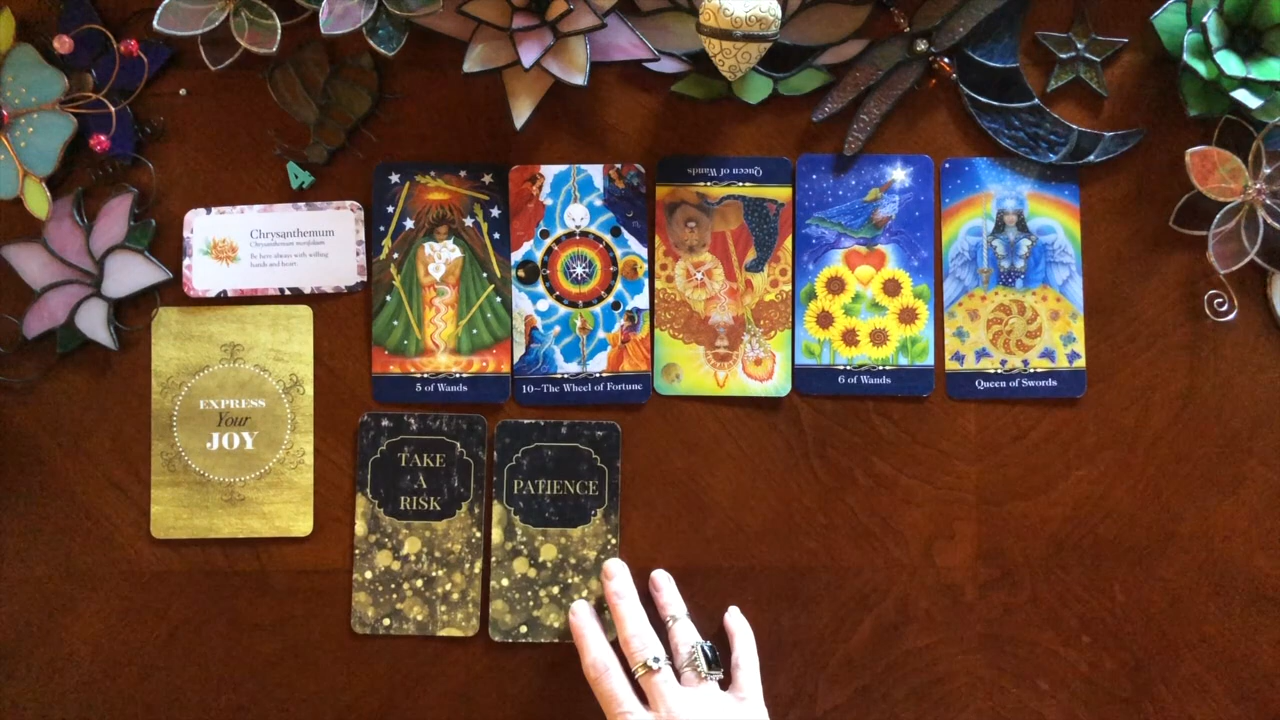 4
Chrysanthemum
Chrysanthemum morifolium
Be here always with willing
hands and heart.
EXPRESS
Your
JOY
5 of Wands
10~The Wheel of Fortune
Queen of Wands
6 of Wands
Queen of Swords
TAKE
A
RISK
PATIENCE